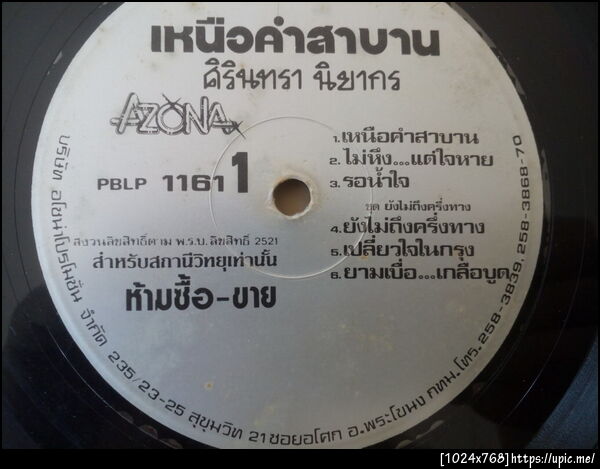 เหนือคำสาบาน
ศิรินทรา นิยากร
AZONA
PBLP 1161 1
1.เหนือคำสาบาน
2. ไม่หึง...แต่ใจหาย
3. รอน้ำใจ
ชุด ยังไม่ถึงครึ่งทาง
4. ยังไม่ถึงครึ่งทาง
5. เปลี่ยวใจในกรุง
6. ยามเบื่อ...เกลือบูด
สงวนลิขสิทธิ์ตาม พ.ร.บ. ลิขสิทธิ์ 2521
สำหรับสถานีวิทยุเท่านั้น
ห้ามซื้อ-ขาย
บริษัท อโซน่าโปรโมชั่น จำกัด 235/23-25 สุขุมวิท 21 ซอยอโศก อ.พระโขนง กทม. โทร. 258-3839, 258-3868-70
[1024x768]https://upic.me/